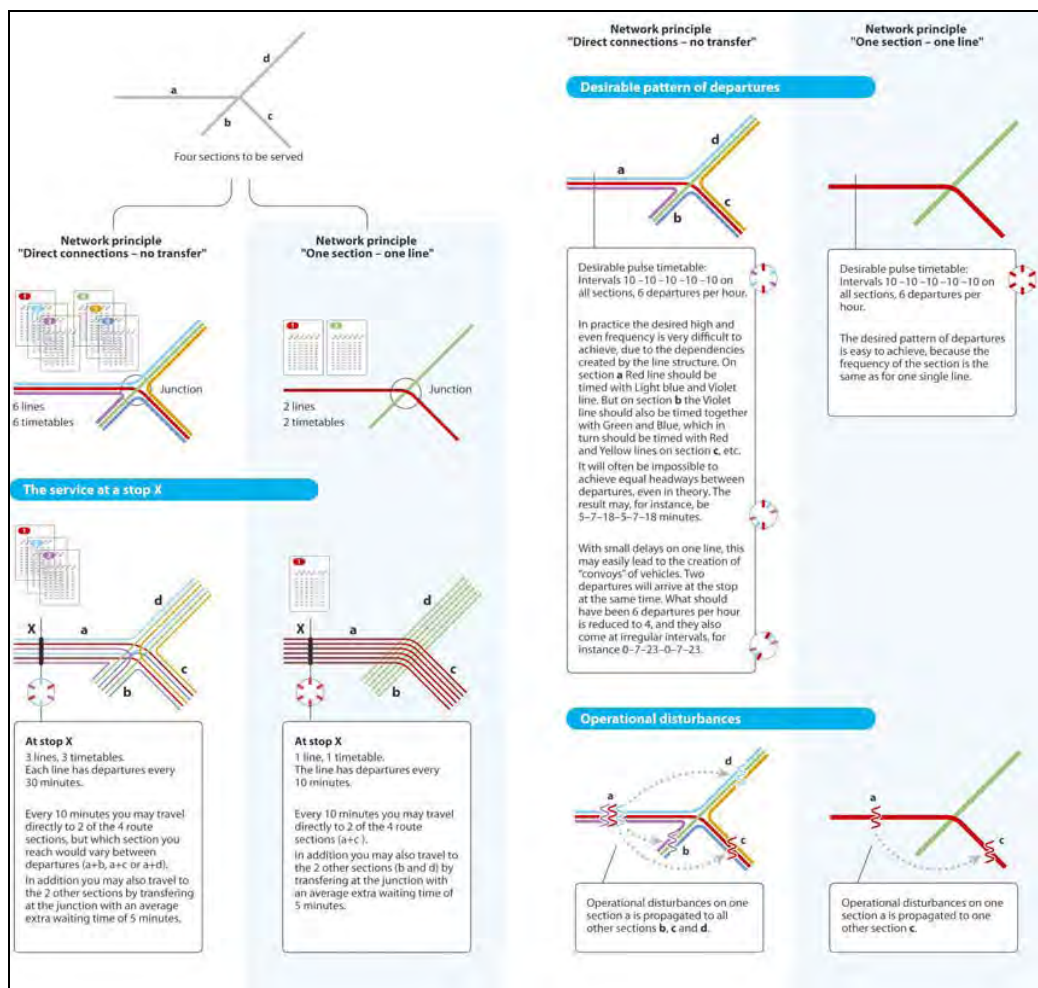 d
a
c
b
Four sections to be served
Network principle
"Direct connections – no transfer"
Network principle
"One section – one line"
1
Junction
6 lines
6 timetables
1
Junction
2 lines
2 timetables
The service at a stop X
1
d
X
a
c
b
At stop X
3 lines, 3 timetables.
Each line has departures every
30 minutes.
Every 10 minutes you may travel
directly to 2 of the 4 route
sections, but which section you
reach would vary between
departures (a+b, a+c or a+d).
In addition you may also travel to
the 2 other sections by transfering
at the junction with an average
extra waiting time of 5 minutes.
1
d
X
a
c
b
At stop X
1 line, 1 timetable.
The line has departures every
10 minutes.
Every 10 minutes you may travel
directly to 2 of the 4 route
sections (a+c ).
In addition you may also travel to
the 2 other sections (b and d) by
transfering at the junction with
an average extra waiting time of
5 minutes.
Network principle
"Direct connections – no transfer"
Network principle
"One section – one line"
Desirable pattern of departures
d
a
c
b
Desirable pulse timetable:
Intervals 10 –10 –10 –10 –10 on
all sections, 6 departures per hour.
In practice the desired high and
even frequency is very difficult to
achieve, due to the dependencies
created by the line structure. On
section a Red line should be
timed with Light blue and Violet
line. But on section b the Violet
line should also be timed together
with Green and Blue, which in
turn should be timed with Red
and Yellow lines on section c, etc.
It will often be impossible to
achieve equal headways between
departures, even in theory. The
result may, for instance, be
5–7–18–5–7–18 minutes.
With small delays on one line, this
may easily lead to the creation of
"convoys" of vehicles. Two
departures will arrive at the stop
at the same time. What should
have been 6 departures per hour
is reduced to 4, and they also
come at irregular intervals, for
instance 0–7–23–0–7–23.
Desirable pulse timetable:
Intervals 10 –10 –10 –10 –10 on
all sections, 6 departures per
hour.
The desired pattern of departures
is easy to achieve, because the
frequency of the section is the
same as for one single line.
Operational disturbances
d
a
c
b
Operational disturbances on one
section a is propagated to all
other sections b, c and d.
a
c
Operational disturbances on one
section a is propagated to one
other section c.